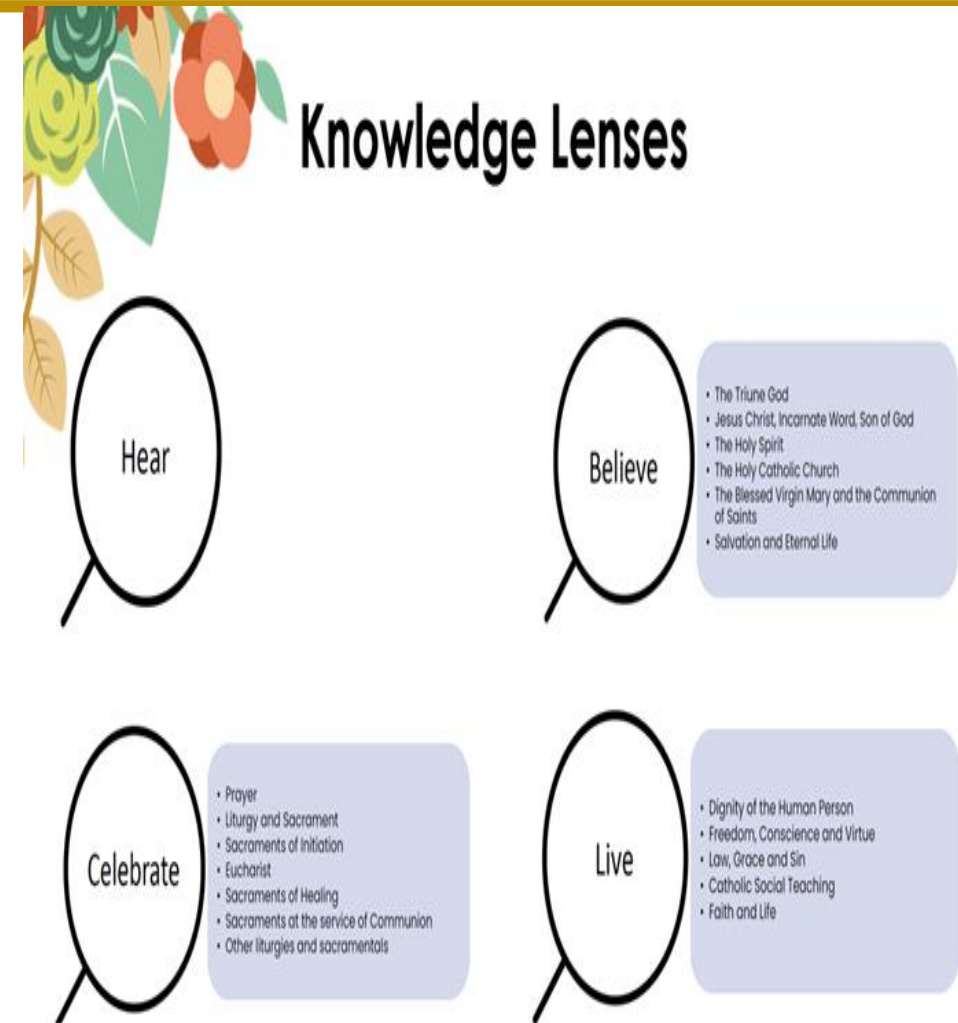 Knowledge Lenses
Hear
Believe
• The Triune God
• Jesus Christ, Incarnate Word, Son of God
• The Holy Spirit
• The Holy Catholic Church
• The Blessed Virgin Mary and the Communion
of Saints
• Salvation and Eternal Life
Celebrate
• Prayer
• Liturgy and Sacrament
• Sacraments of Initiation
• Eucharist
• Sacraments of Healing
• Sacraments at the service of Communion
• Other liturgies and sacramentals
Live
• Dignity of the Human Person
• Freedom, Conscience and Virtue
• Law, Grace and Sin
• Catholic Social Teaching
• Faith and Life